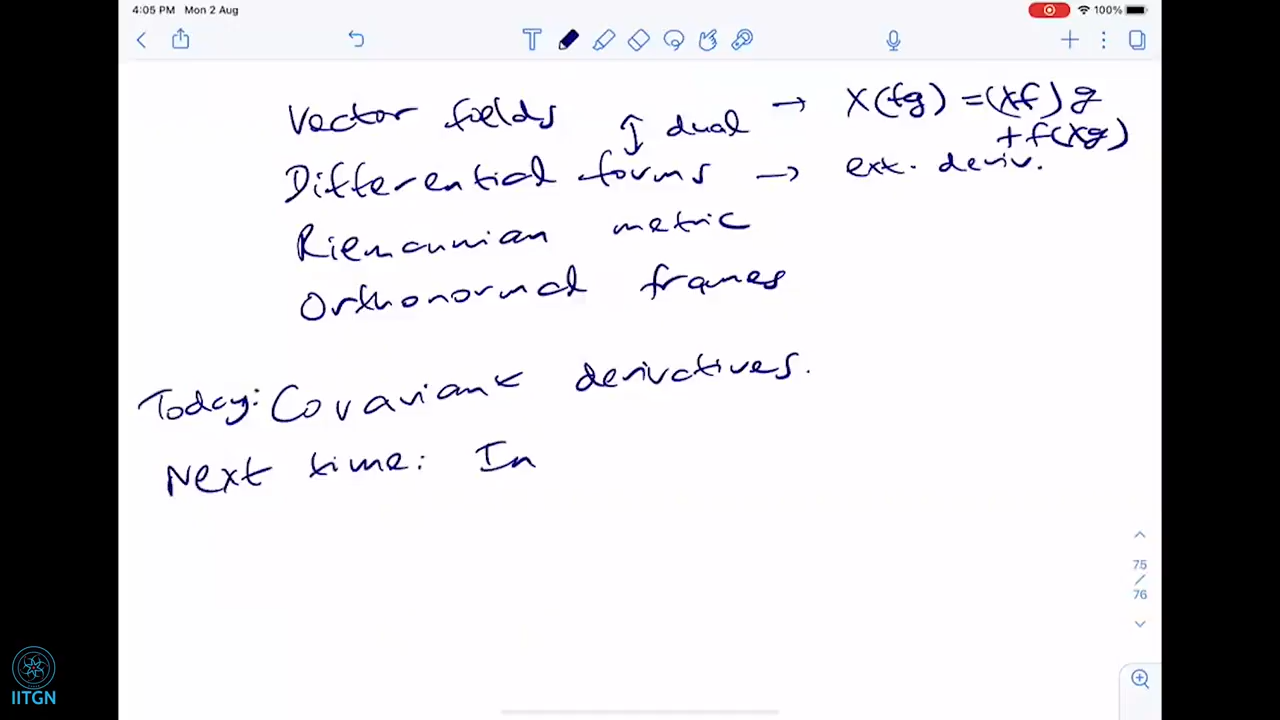 4:05 PM Mon 2 Aug
100%
Vector fields ↕ dual → X(fg) = (Xf)g
+ f(Xg)
Differential forms → ext. deriv.
Riemannian metric
Orthonormal frames
Today: Covariant derivatives.
Next time: In
75
/
76
IITGN